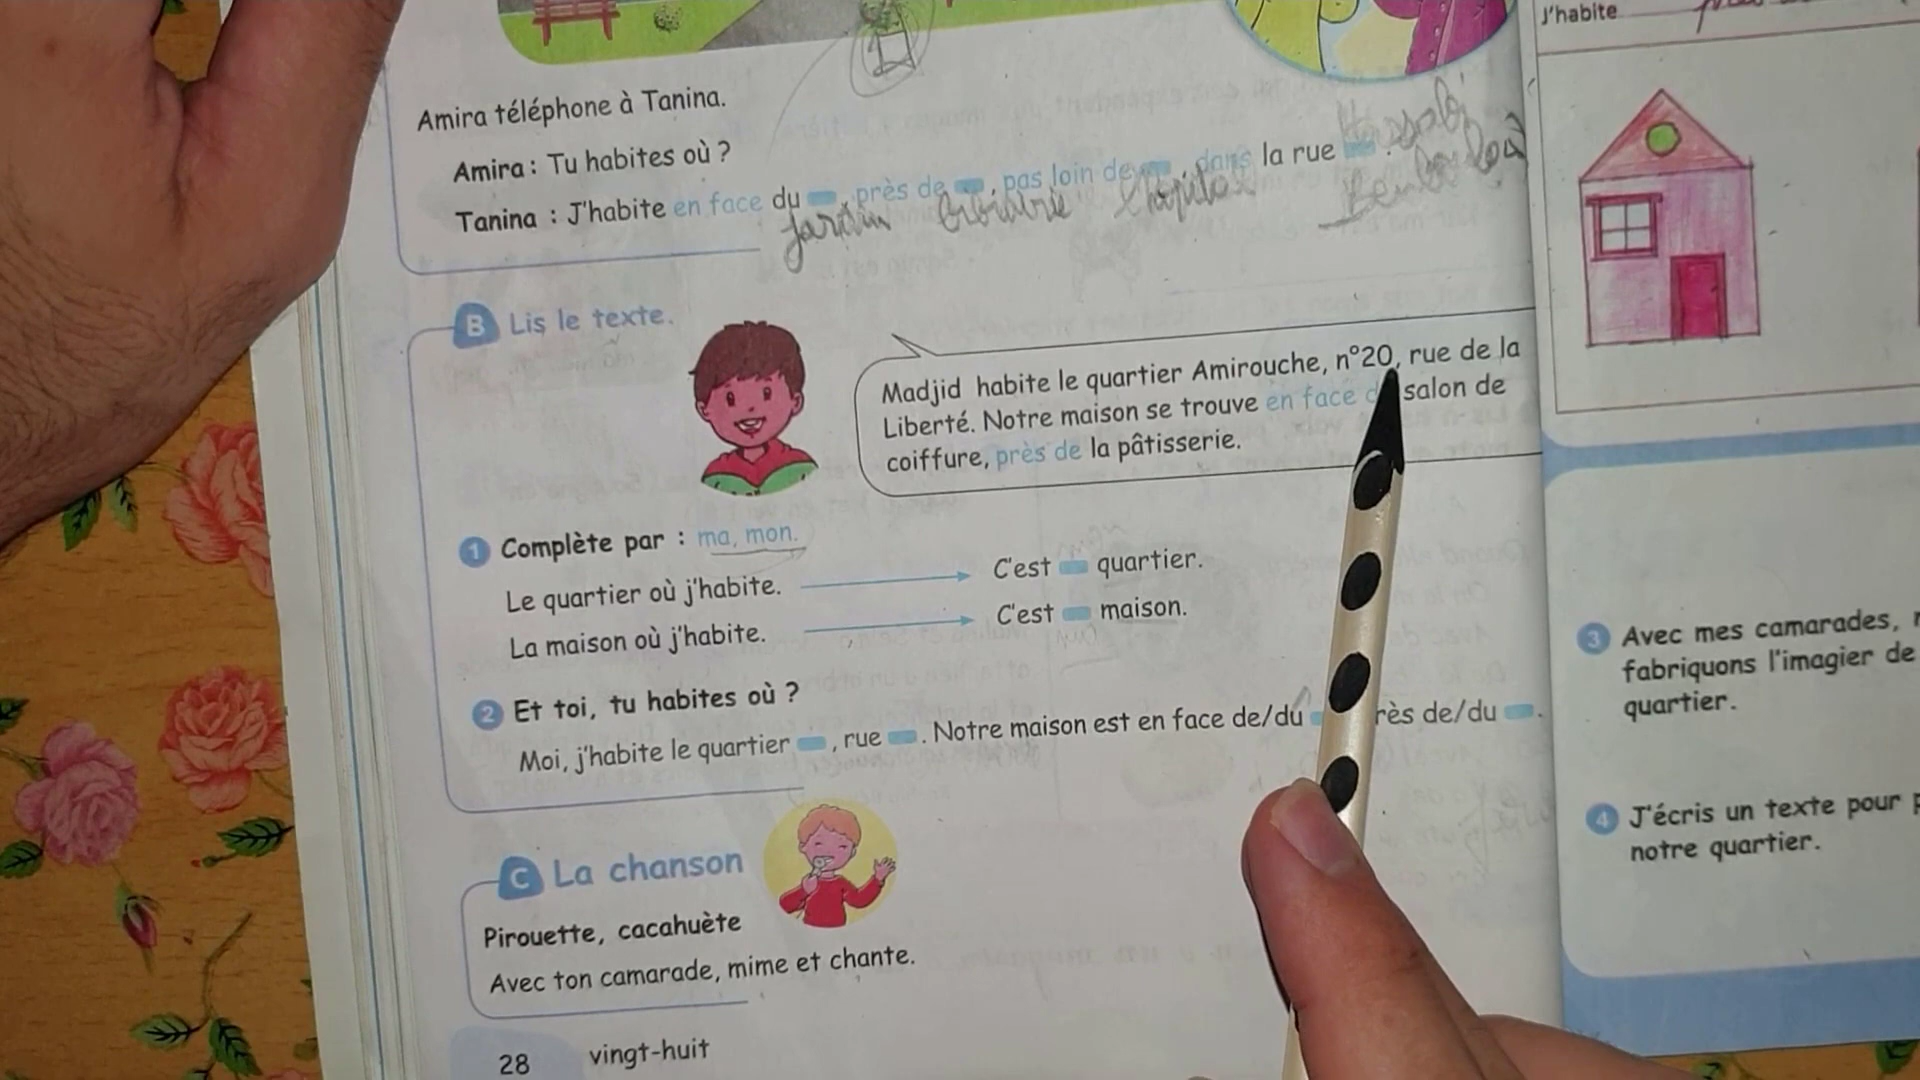 J'habite
Amira téléphone à Tanina.
Amira : Tu habites où ?
Tanina : J'habite en face du , près de , pas loin de , dans la rue .
Jardin
B Lis le texte.
Madjid habite le quartier Amirouche, n°20, rue de la
Liberté. Notre maison se trouve en face d salon de
coiffure, près de la pâtisserie.
1 Complète par : ma, mon.
Le quartier où j'habite. C'est quartier.
La maison où j'habite. C'est maison.
2 Et toi, tu habites où ?
Moi, j'habite le quartier , rue . Notre maison est en face de/du rès de/du .
C La chanson
Pirouette, cacahuète
Avec ton camarade, mime et chante.
28 vingt-huit
3 Avec mes camarades,
fabriquons l'imagier de
quartier.
4 J'écris un texte pour
notre quartier.